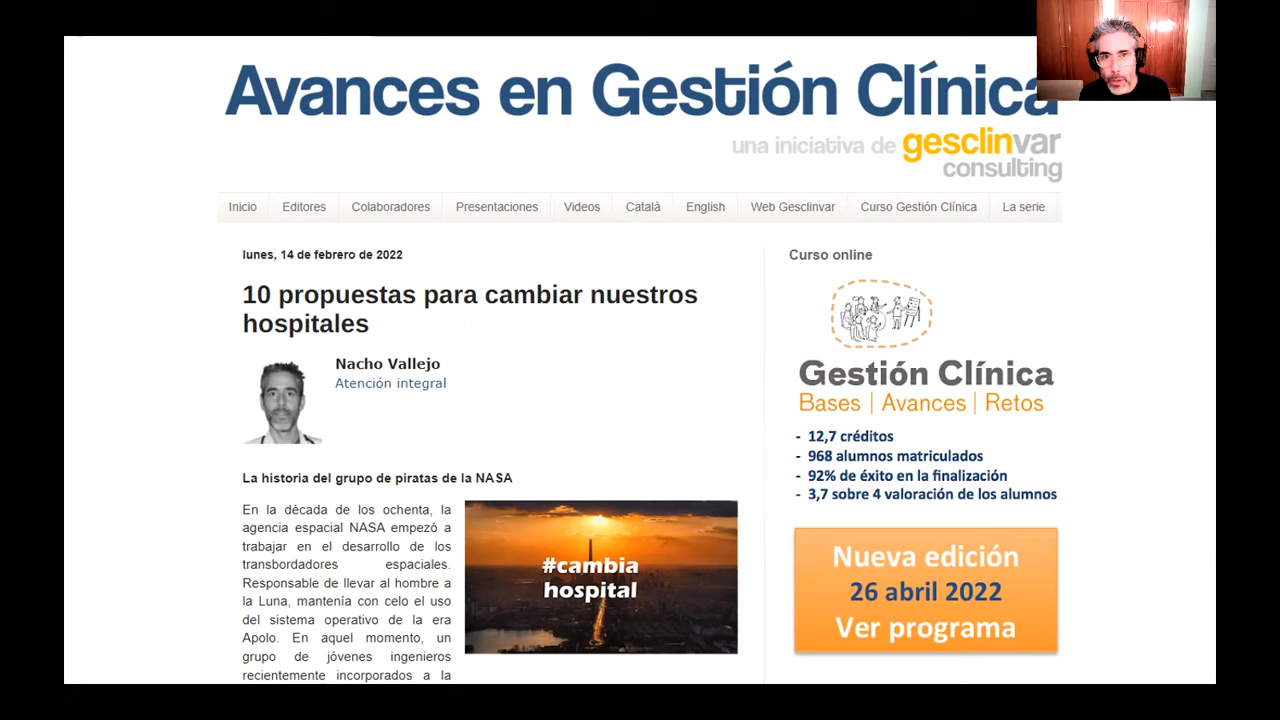 Avances en Gestión Clínica
una iniciativa de gesclinvar
consulting
Inicio Editores Colaboradores Presentaciones Videos Català English Web Gesclinvar Curso Gestión Clínica La serie
lunes, 14 de febrero de 2022
10 propuestas para cambiar nuestros
hospitales
Nacho Vallejo
Atención integral
La historia del grupo de piratas de la NASA
En la década de los ochenta, la
agencia espacial NASA empezó a
trabajar en el desarrollo de los
transbordadores espaciales.
Responsable de llevar al hombre a
la Luna, mantenía con celo el uso
del sistema operativo de la era
Apolo. En aquel momento, un
grupo de jóvenes ingenieros
recientemente incorporados a la
#cambia
hospital
Curso online
Gestión Clínica
Bases | Avances | Retos
- 12,7 créditos
- 968 alumnos matriculados
- 92% de éxito en la finalización
- 3,7 sobre 4 valoración de los alumnos
Nueva edición
26 abril 2022
Ver programa